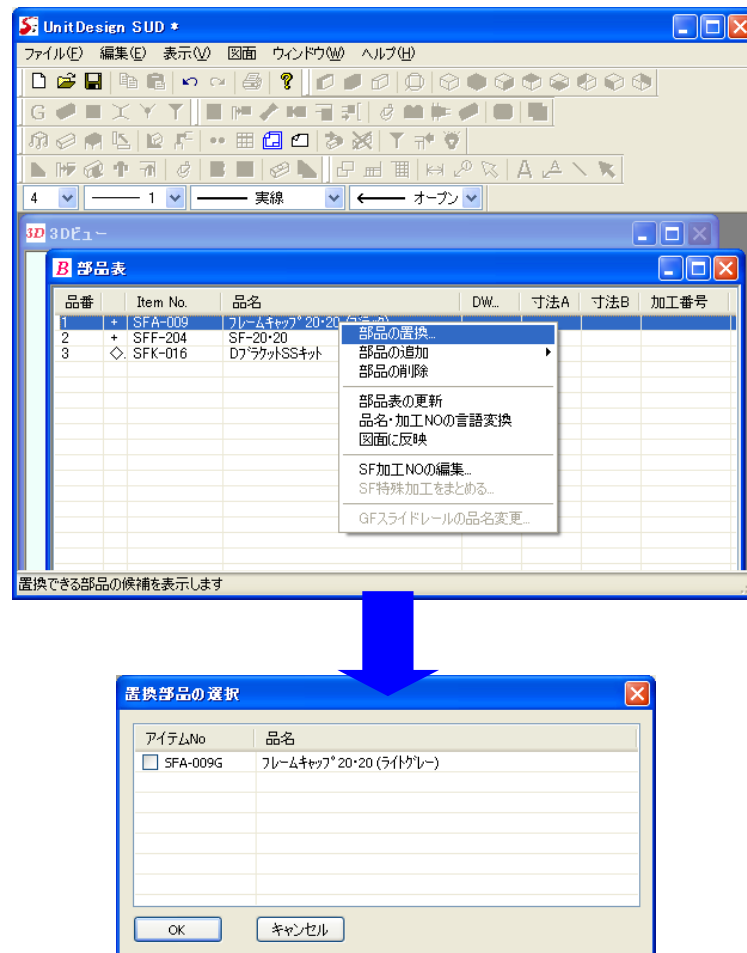 UnitDesign SUD *
ファイル(F) 編集(E) 表示(V) 図面 ウィンドウ(W) ヘルプ(H)
4 1 実線 オープン
3D 3Dビュー
B 部品表
品番 Item No. 品名 DW... 寸法A 寸法B 加工番号
1 + SFA-009 フレームキャップ20・20 (ブラック)
2 + SFF-204 SF-20・20
3 ◇. SFK-016 DブラケットSSキット
部品の置換...
部品の追加
部品の削除
部品表の更新
品名・加工NOの言語変換
図面に反映
SF加工NOの編集...
SF特殊加工をまとめる...
GFスライドレールの品名変更...
置換できる部品の候補を表示します
置換部品の選択
アイテムNo 品名
SFA-009G フレームキャップ20・20 (ライトグレー)
OK キャンセル